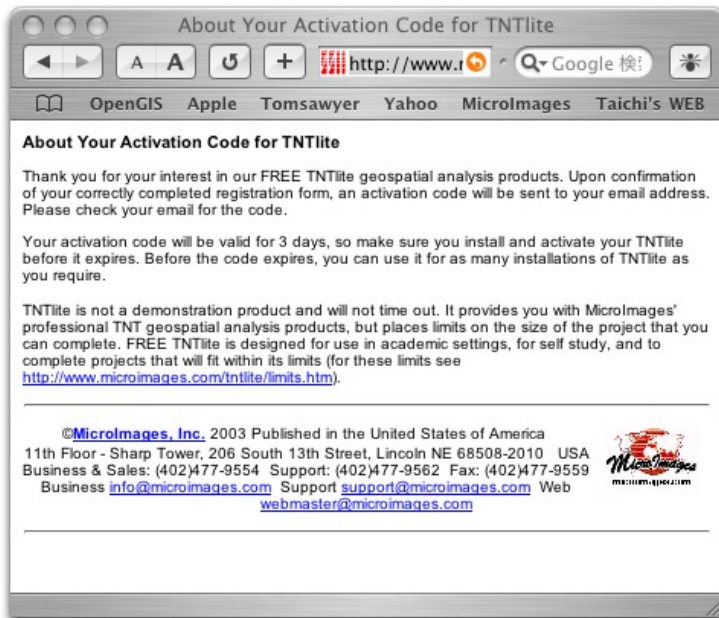 About Your Activation Code for TNTlite
A A + http://www.r Google 検
OpenGIS Apple Tomsawyer Yahoo MicroImages Taichi's WEB
About Your Activation Code for TNTlite
Thank you for your interest in our FREE TNTlite geospatial analysis products. Upon confirmation
of your correctly completed registration form, an activation code will be sent to your email address.
Please check your email for the code.
Your activation code will be valid for 3 days, so make sure you install and activate your TNTlite
before it expires. Before the code expires, you can use it for as many installations of TNTlite as
you require.
TNTlite is not a demonstration product and will not time out. It provides you with MicroImages'
professional TNT geospatial analysis products, but places limits on the size of the project that you
can complete. FREE TNTlite is designed for use in academic settings, for self study, and to
complete projects that will fit within its limits (for these limits see
http://www.microimages.com/tntlite/limits.htm).
©MicroImages, Inc. 2003 Published in the United States of America
11th Floor - Sharp Tower, 206 South 13th Street, Lincoln NE 68508-2010 USA
Business & Sales: (402)477-9554 Support: (402)477-9562 Fax: (402)477-9559
Business info@microimages.com Support support@microimages.com Web
webmaster@microimages.com
MicroImages
microimages.com